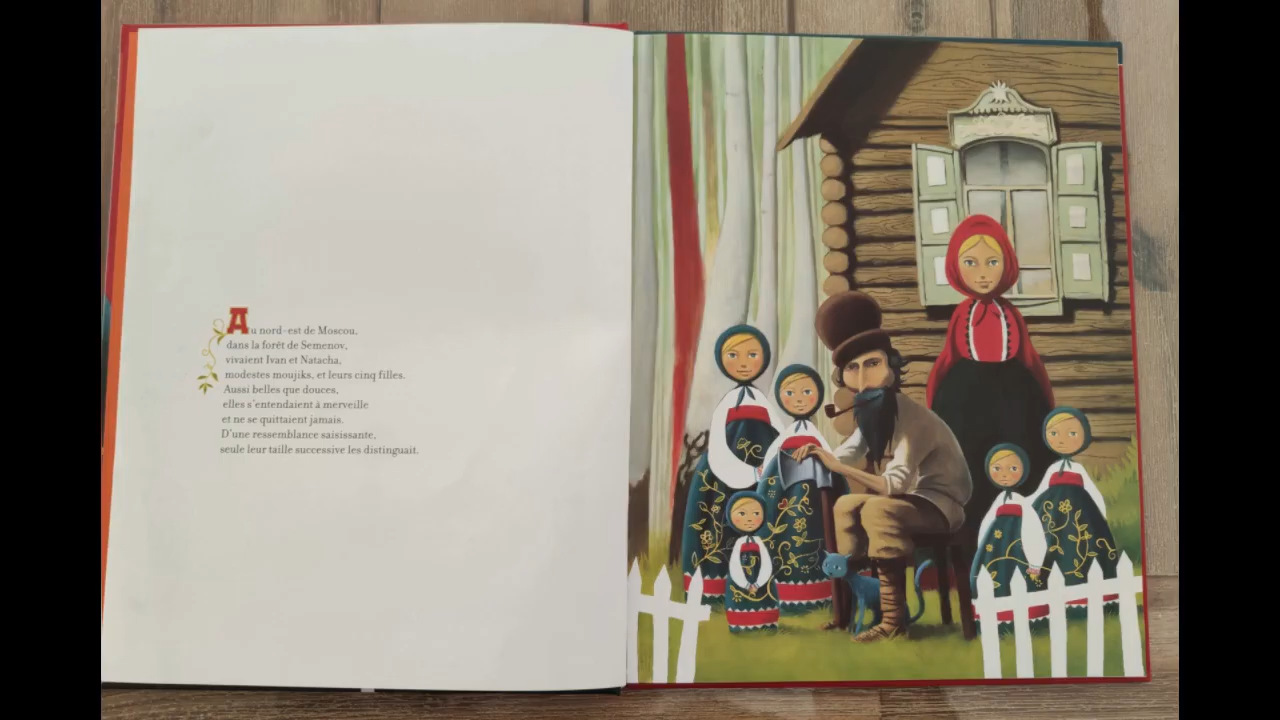 Au nord-est de Moscou,
dans la forêt de Semenov,
vivaient Ivan et Natacha,
modestes moujiks, et leurs cinq filles.
Aussi belles que douces,
elles s'entendaient à merveille
et ne se quittaient jamais.
D'une ressemblance saisissante,
seule leur taille successive les distinguait.